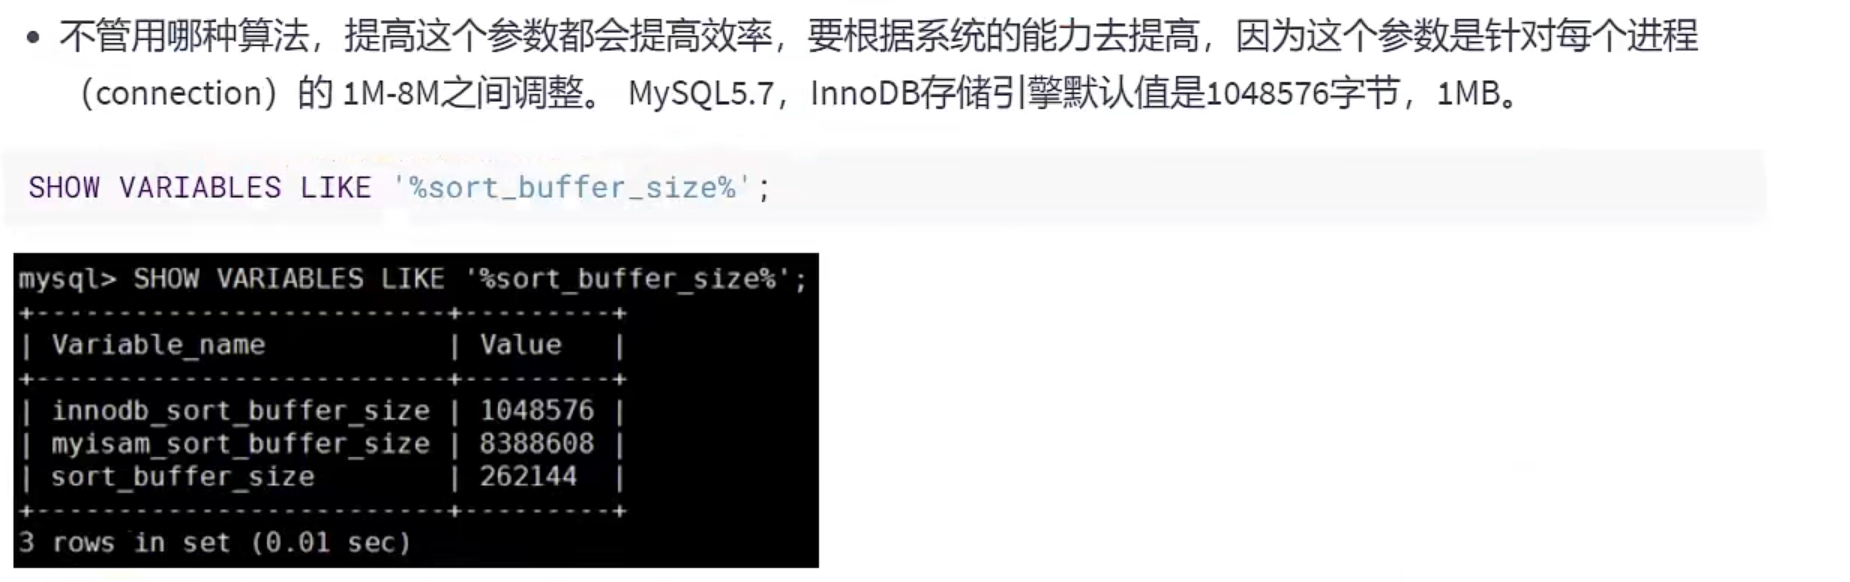 • 不管用哪种算法，提高这个参数都会提高效率，要根据系统的能力去提高，因为这个参数是针对每个进程
（connection）的 1M-8M之间调整。 MySQL5.7，InnoDB存储引擎默认值是1048576字节，1MB。
SHOW VARIABLES LIKE '%sort_buffer_size%';
mysql> SHOW VARIABLES LIKE '%sort_buffer_size%';
+-------------------------+---------+
| Variable_name           | Value   |
+-------------------------+---------+
| innodb_sort_buffer_size | 1048576 |
| myisam_sort_buffer_size | 8388608 |
| sort_buffer_size        | 262144  |
+-------------------------+---------+
3 rows in set (0.01 sec)